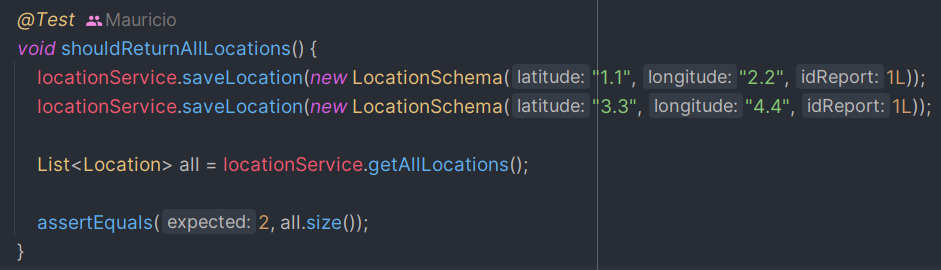 @Test Mauricio
void shouldReturnAllLocations() {
locationService.saveLocation(new LocationSchema( latitude: "1.1", longitude: "2.2", idReport: 1L));
locationService.saveLocation(new LocationSchema( latitude: "3.3", longitude: "4.4", idReport: 1L));
List<Location> all = locationService.getAllLocations();
assertEquals( expected: 2, all.size());
}